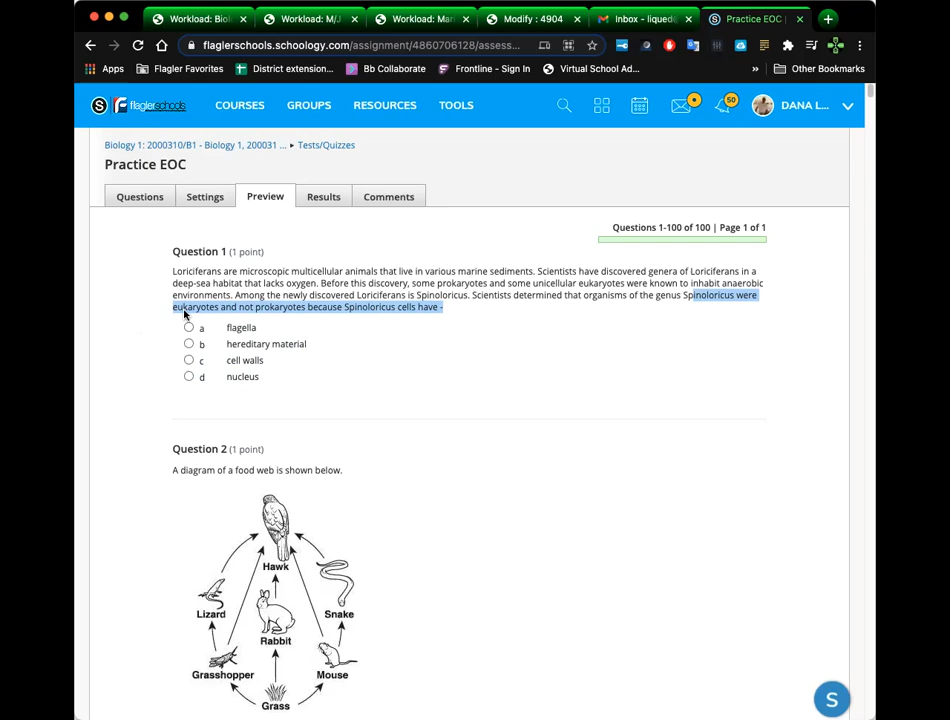 Workload: Biol
Workload: M/J
Workload: Mar
Modify : 4904
Inbox - liqued
Practice EOC
flaglerschools.schoology.com/assignment/4860706128/assess...
Apps
Flagler Favorites
District extension...
Bb Collaborate
Frontline - Sign In
Virtual School Ad...
»
Other Bookmarks
S flaglerschools
COURSES
GROUPS
RESOURCES
TOOLS
50
DANA L...
Biology 1: 2000310/B1 - Biology 1, 200031 ... ▸ Tests/Quizzes
Practice EOC
Questions
Settings
Preview
Results
Comments
Questions 1-100 of 100 | Page 1 of 1
Question 1 (1 point)
Loriciferans are microscopic multicellular animals that live in various marine sediments. Scientists have discovered genera of Loriciferans in a
deep-sea habitat that lacks oxygen. Before this discovery, some prokaryotes and some unicellular eukaryotes were known to inhabit anaerobic
environments. Among the newly discovered Loriciferans is Spinoloricus. Scientists determined that organisms of the genus Spinoloricus were
eukaryotes and not prokaryotes because Spinoloricus cells have -
a flagella
b hereditary material
c cell walls
d nucleus
Question 2 (1 point)
A diagram of a food web is shown below.
Hawk
Lizard
Snake
Rabbit
Grasshopper
Mouse
Grass
S